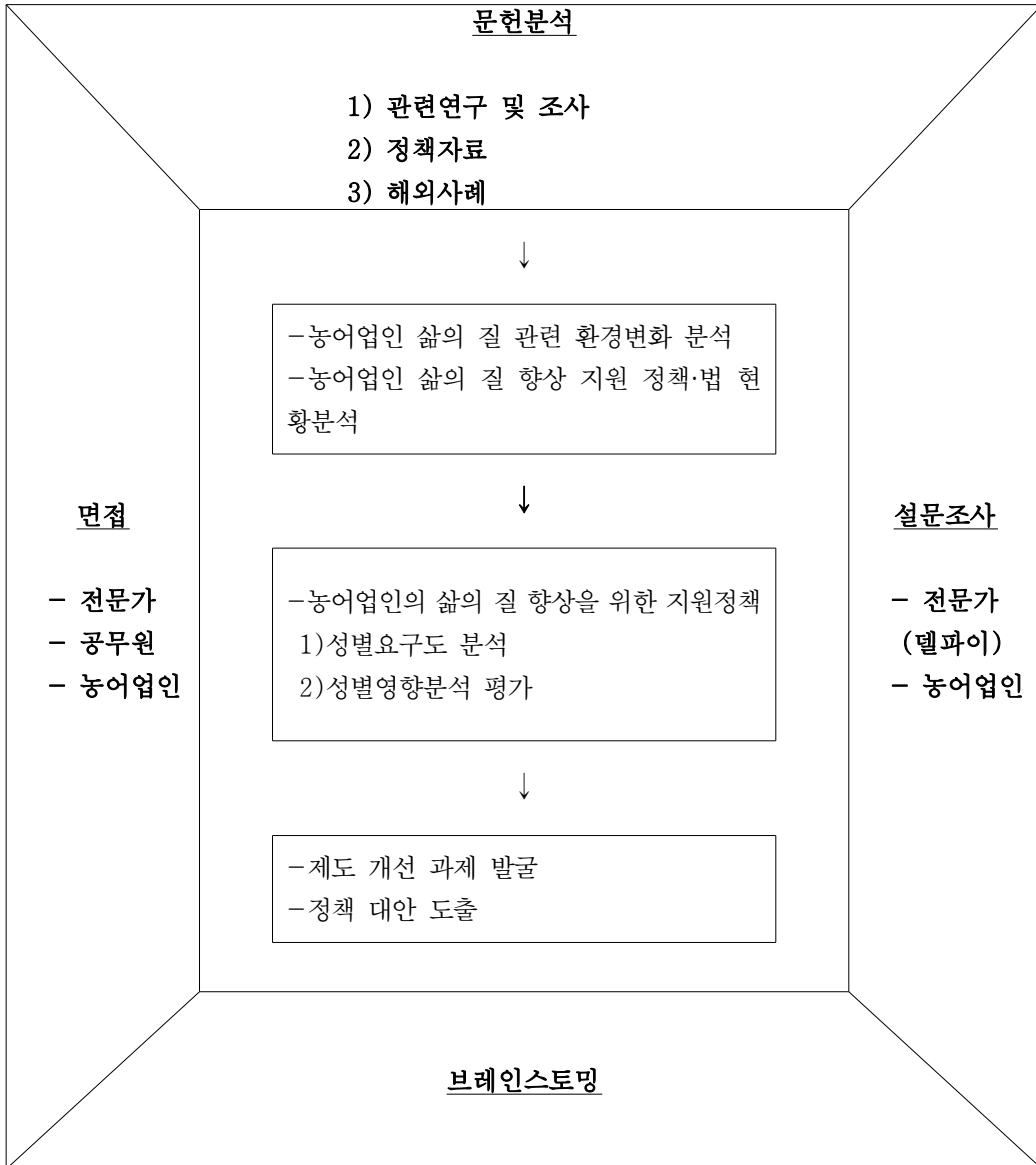 문헌분석
1) 관련연구 및 조사
2) 정책자료
3) 해외사례
↓
-농어업인 삶의 질 관련 환경변화 분석
-농어업인 삶의 질 향상 지원 정책·법 현
황분석
↓
면접
- 전문가
- 공무원
- 농어업인
-농어업인의 삶의 질 향상을 위한 지원정책
1)성별요구도 분석
2)성별영향분석 평가
설문조사
- 전문가
(델파이)
- 농어업인
↓
-제도 개선 과제 발굴
-정책 대안 도출
브레인스토밍